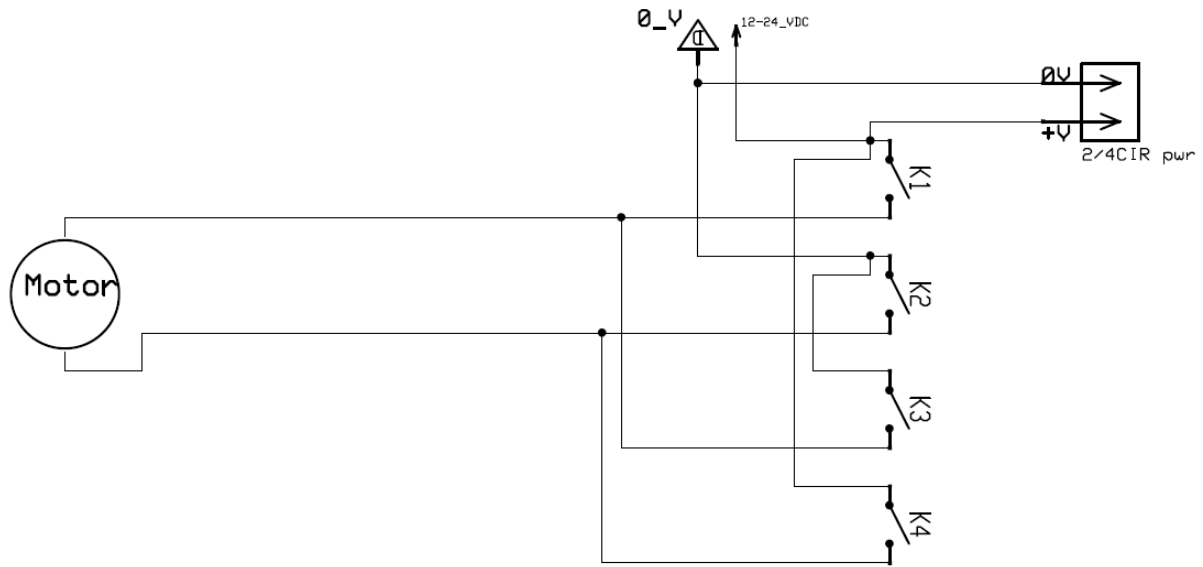 0_V
12-24_VDC
0V
+V
2/4CIR pwr
K1
Motor
K2
K3
K4